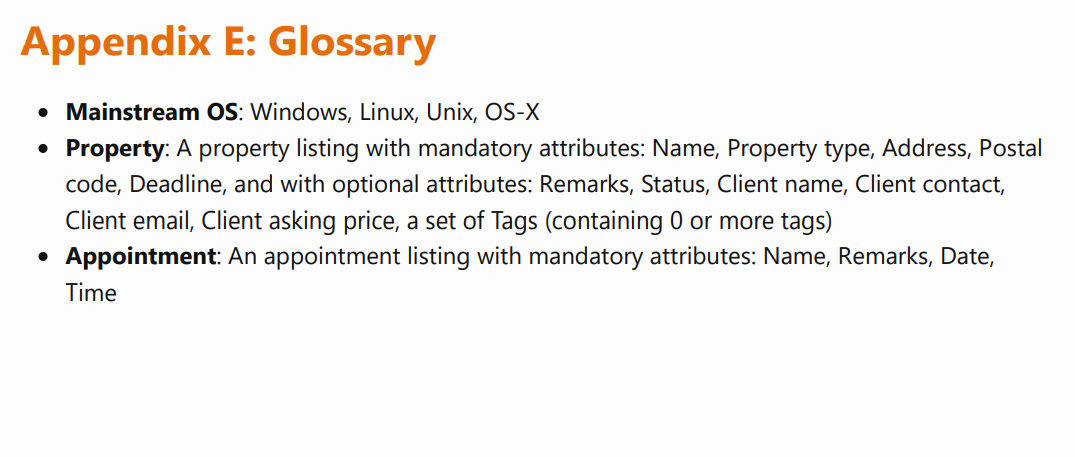 Appendix E: Glossary
• Mainstream OS: Windows, Linux, Unix, OS-X
• Property: A property listing with mandatory attributes: Name, Property type, Address, Postal
code, Deadline, and with optional attributes: Remarks, Status, Client name, Client contact,
Client email, Client asking price, a set of Tags (containing 0 or more tags)
• Appointment: An appointment listing with mandatory attributes: Name, Remarks, Date,
Time